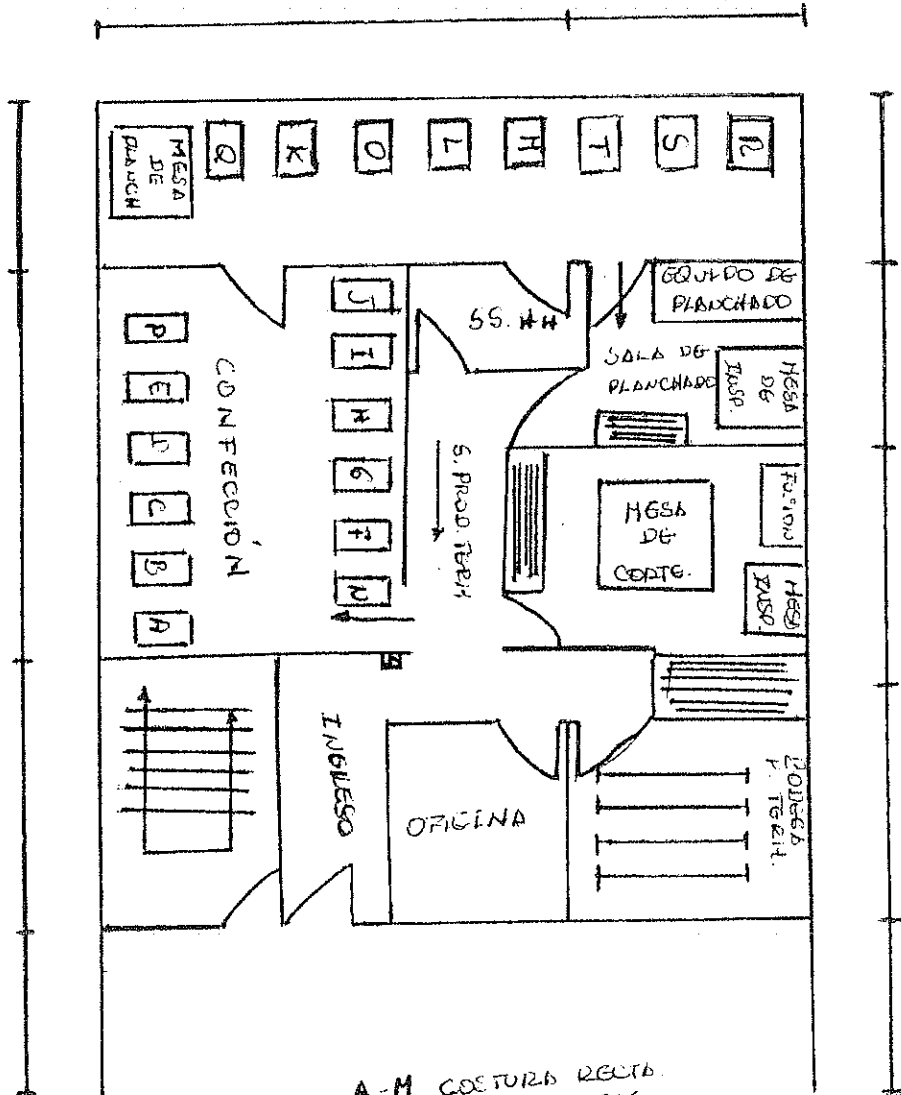 MESA
DE
PLANCH
Q
K
O
L
M
T
S
R
EQUIPO DE
PLANCHADO
J
SS.HH
SALA DE
PLANCHADO
MESA
DE
INSP.
P
I
E
CONFECCIÓN
H
S. PROD TERM
FUSION
D
G
MESA
DE
CORTE.
C
F
B
N
MESA
INSP.
A
INGRESO
OFICINA
BODEGA
P. TERM.
A-M COSTURA RECTA